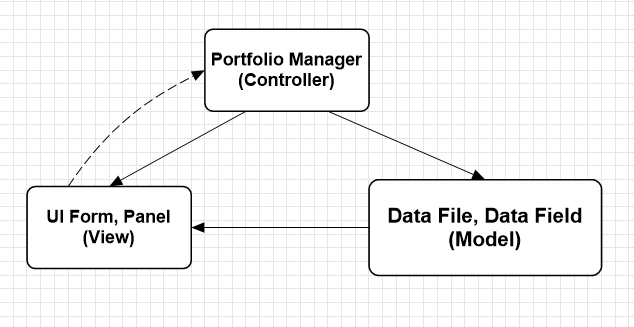 Portfolio Manager
(Controller)
UI Form, Panel
(View)
Data File, Data Field
(Model)